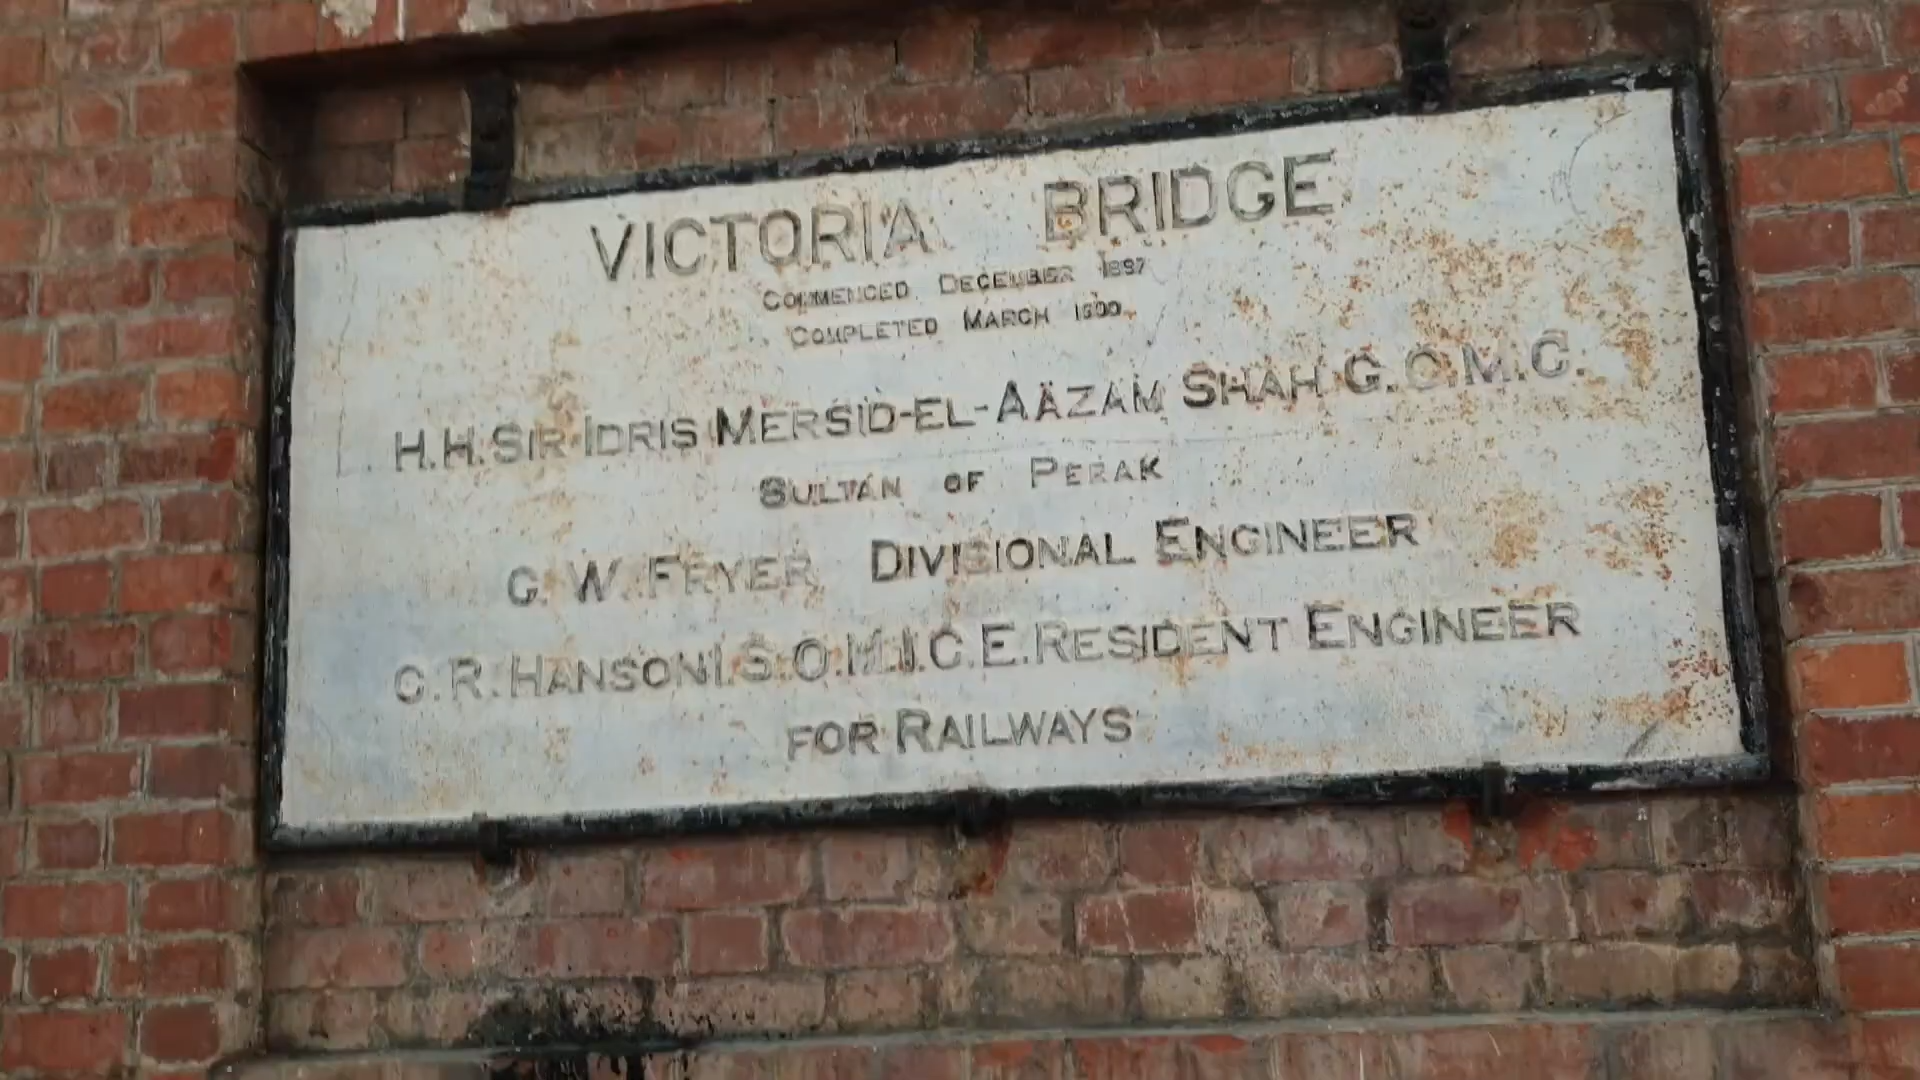 VICTORIA BRIDGE
COMMENCED DECEMBER 1897
COMPLETED MARCH 1900
H.H. SIR IDRIS MERSID-EL-AAZAM SHAH G.C.M.G.
SULTAN OF PERAK
G. W. FRYER DIVISIONAL ENGINEER
C. R. HANSON I.S.O. M.I.C.E. RESIDENT ENGINEER
FOR RAILWAYS